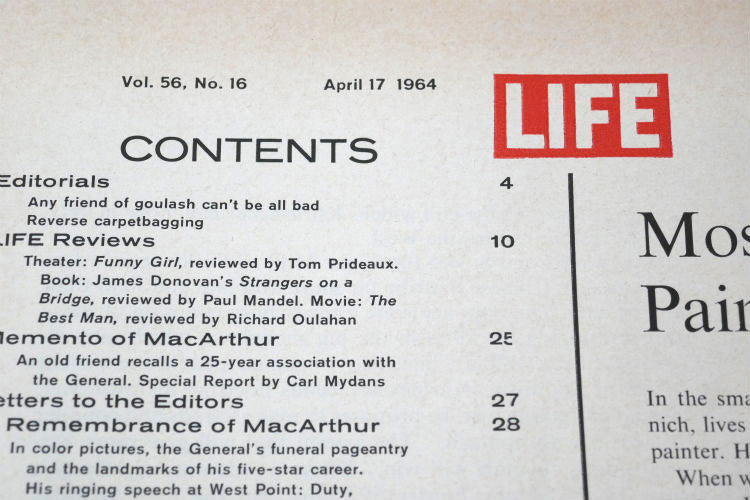 Vol. 56, No. 16 April 17 1964
LIFE
CONTENTS
Editorials 4
Any friend of goulash can't be all bad
Reverse carpetbagging
LIFE Reviews 10
Theater: Funny Girl, reviewed by Tom Prideaux.
Book: James Donovan's Strangers on a
Bridge, reviewed by Paul Mandel. Movie: The
Best Man, reviewed by Richard Oulahan
Memento of MacArthur 25
An old friend recalls a 25-year association with
the General. Special Report by Carl Mydans
Letters to the Editors 27
Remembrance of MacArthur 28
In color pictures, the General's funeral pageantry
and the landmarks of his five-star career.
His ringing speech at West Point: Duty,
Mos
Pain
In the sma
nich, lives
painter. H
When w